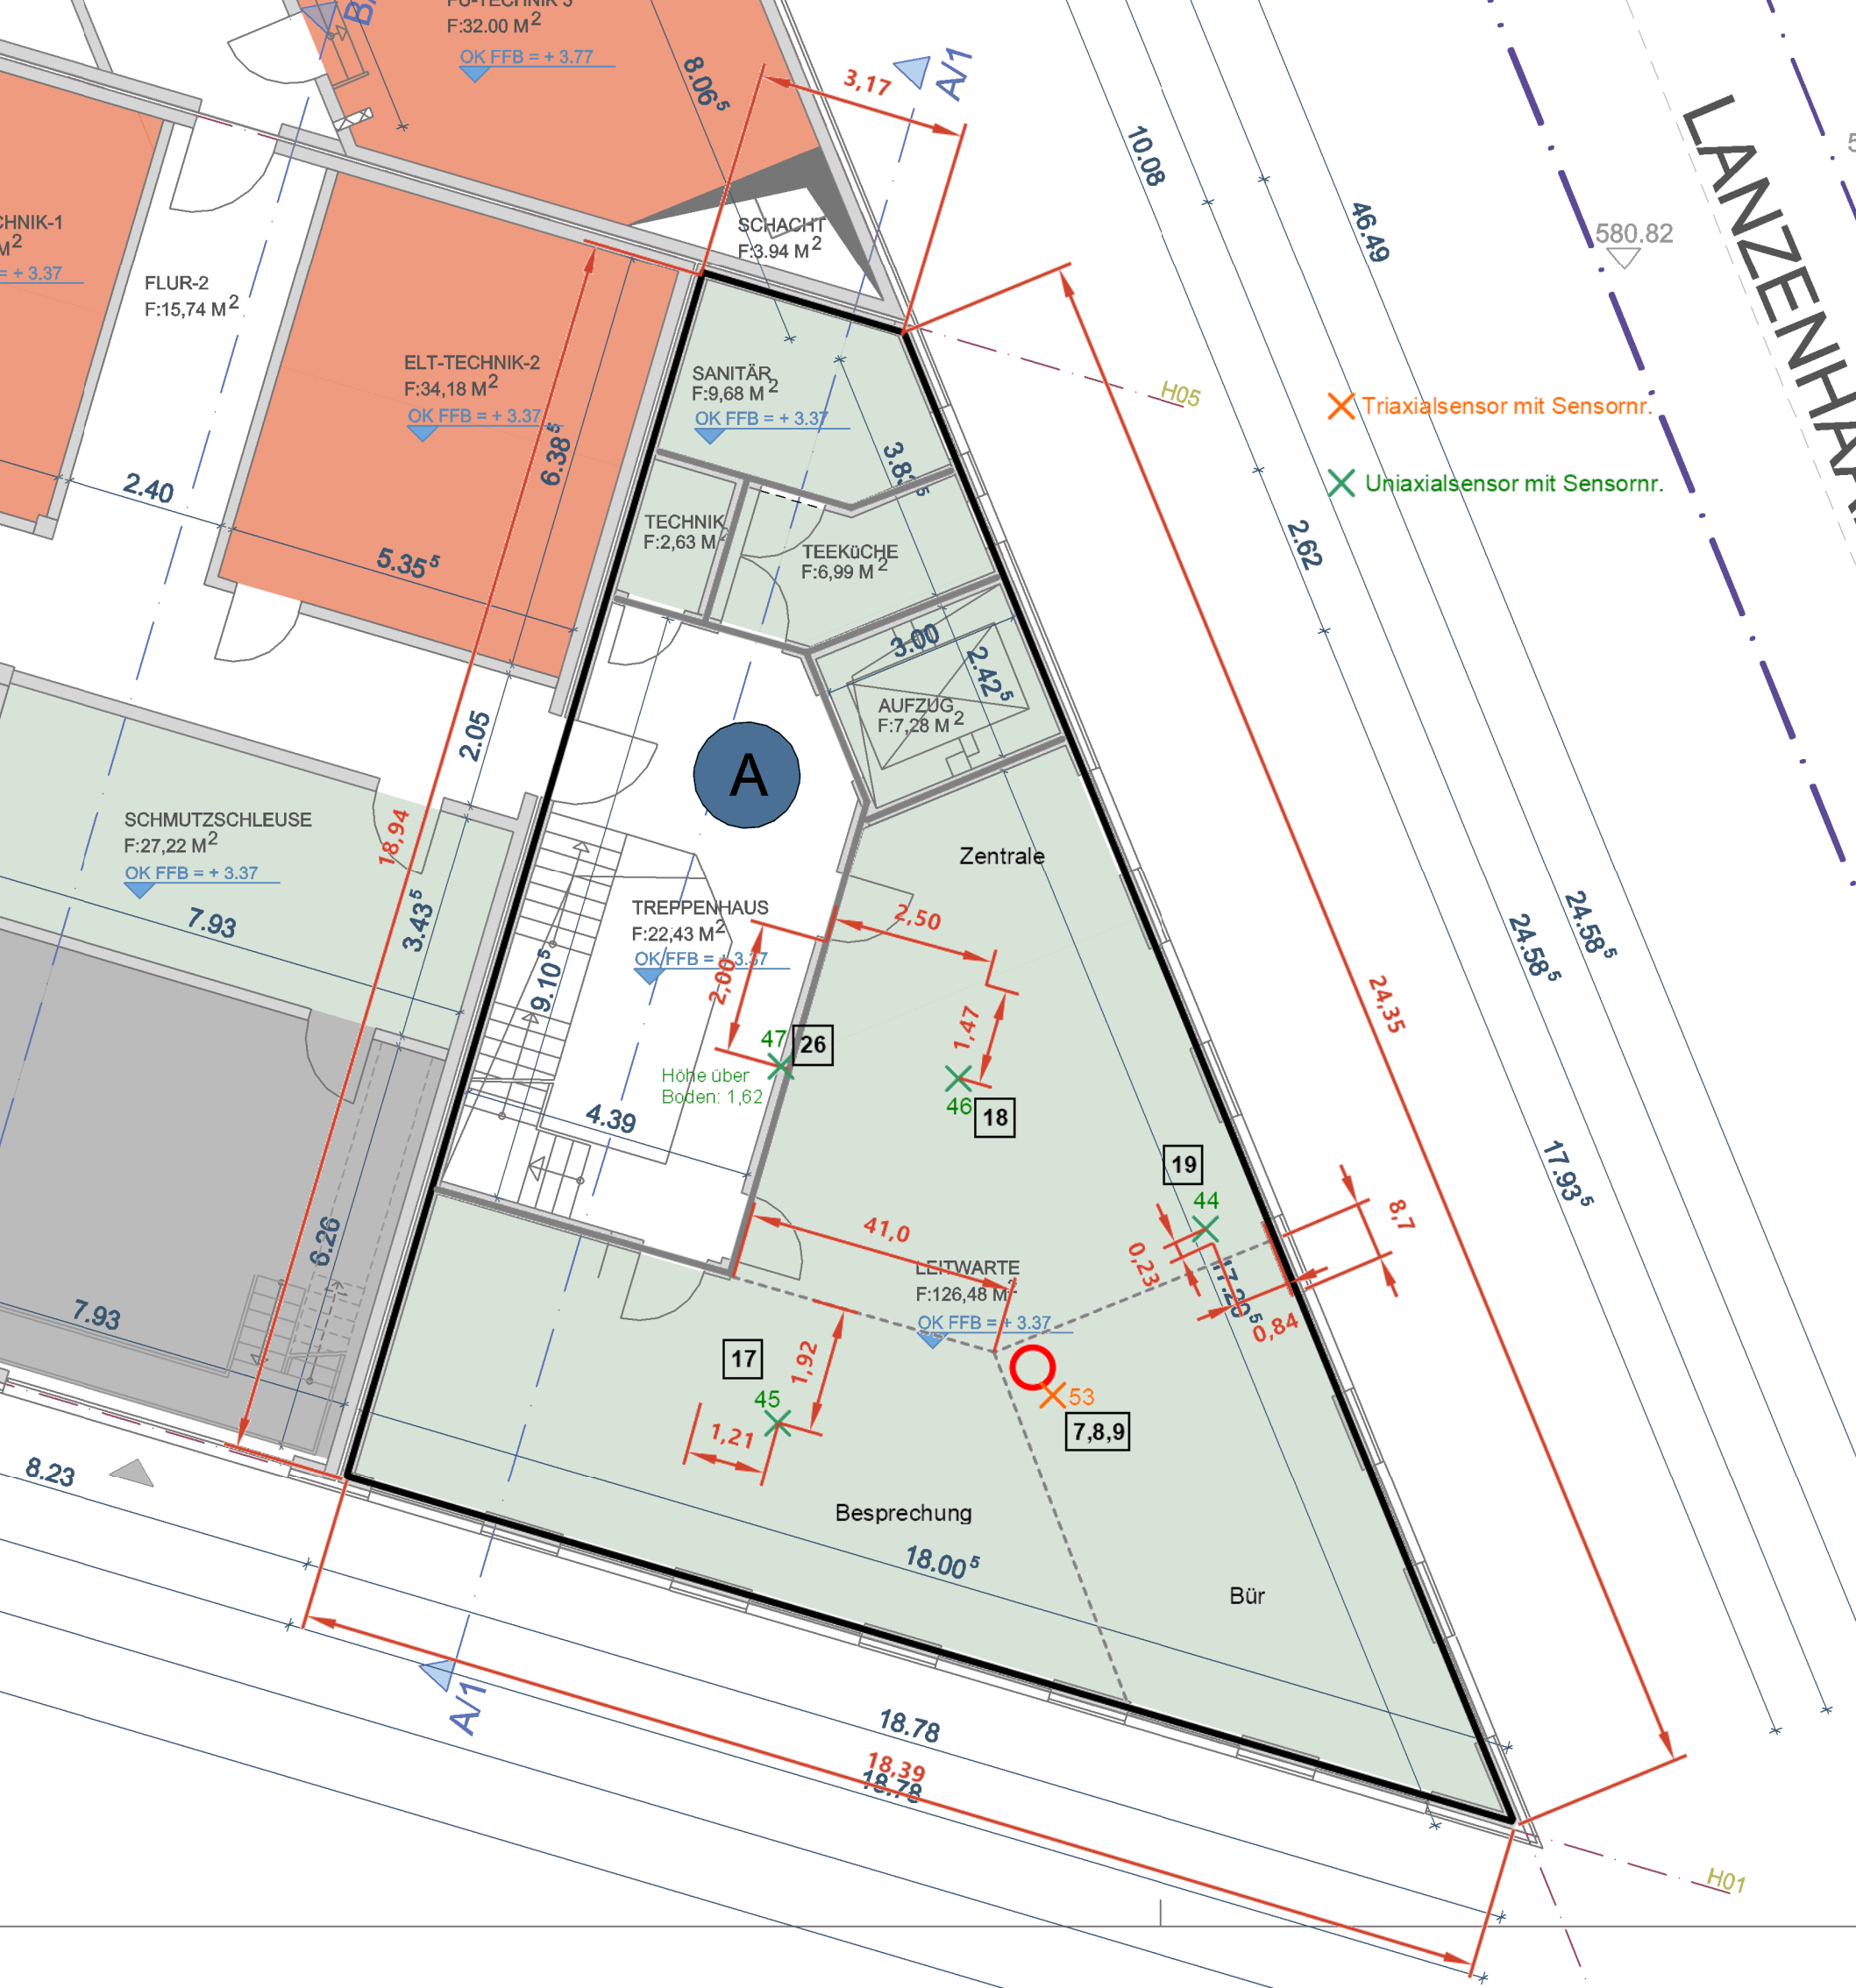 F:32.00 M2
OK FFB = + 3.77
8.06⁵
3,17
A/1
10.08
46.49
LANZENHA
580.82
SCHACHT
F:3.94 M2
HNIK-1
M2
= + 3.37
FLUR-2
F:15,74 M2
ELT-TECHNIK-2
F:34,18 M2
OK FFB = + 3.37
SANITÄR
F:9,68 M2
OK FFB = + 3.37
H05
Triaxialsensor mit Sensornr.
Uniaxialsensor mit Sensornr.
6.38⁵
2.40
5.35⁵
TECHNIK
F:2,63 M2
TEEKüCHE
F:6,99 M2
2.62
3.00
2.42⁵
AUFZUG
F:7,28 M2
2.05
A
SCHMUTZSCHLEUSE
F:27,22 M2
OK FFB = + 3.37
18,94
Zentrale
TREPPENHAUS
F:22,43 M2
OK FFB = + 3.37
7.93
3.43⁵
9.10⁵
2,00
2,50
1,47
24,35
24.58⁵
24.58⁵
47
26
Höhe über
Boden: 1,62
46
18
4.39
19
44
17.93⁵
8,7
41,0
0,23
LEITWARTE
F:126,48 M2
OK FFB = + 3.37
0,84
6.26
7.93
17
1,92
45
1,21
53
7,8,9
8.23
Besprechung
18.00⁵
Bür
A/1
18.78
18,39
18.78
H01